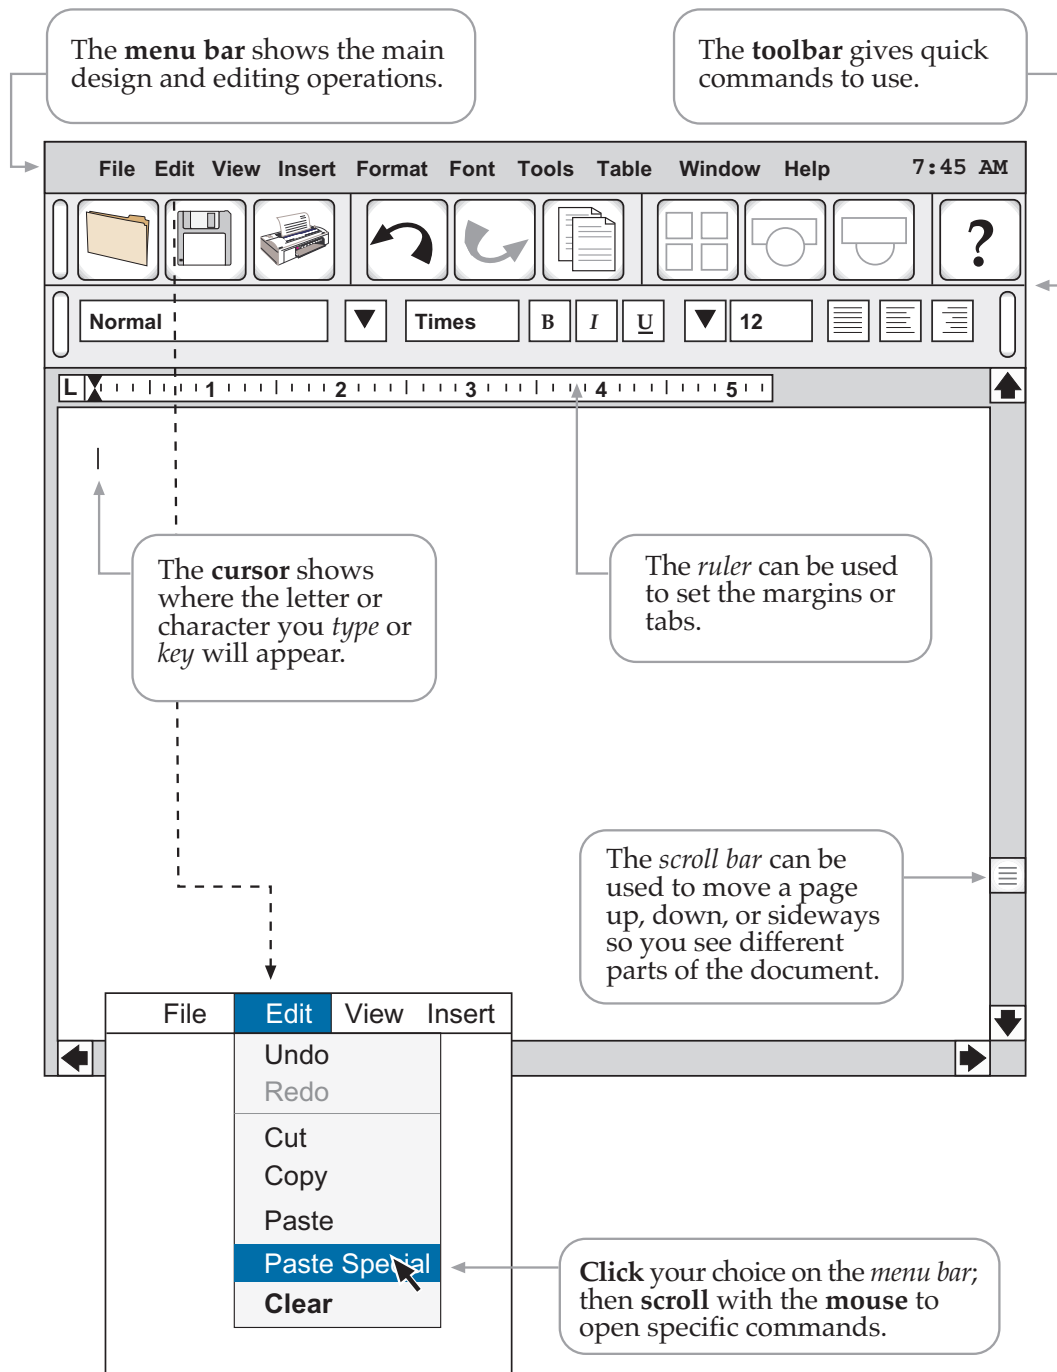 The menu bar shows the main
design and editing operations.
The toolbar gives quick
commands to use.
File Edit View Insert Format Font Tools Table Window Help 7:45 AM
?
Normal Times B I U 12
L 1 2 3 4 5
The cursor shows
where the letter or
character you type or
key will appear.
The ruler can be used
to set the margins or
tabs.
The scroll bar can be
used to move a page
up, down, or sideways
so you see different
parts of the document.
File Edit View Insert
Undo
Redo
Cut
Copy
Paste
Paste Special
Clear
Click your choice on the menu bar;
then scroll with the mouse to
open specific commands.